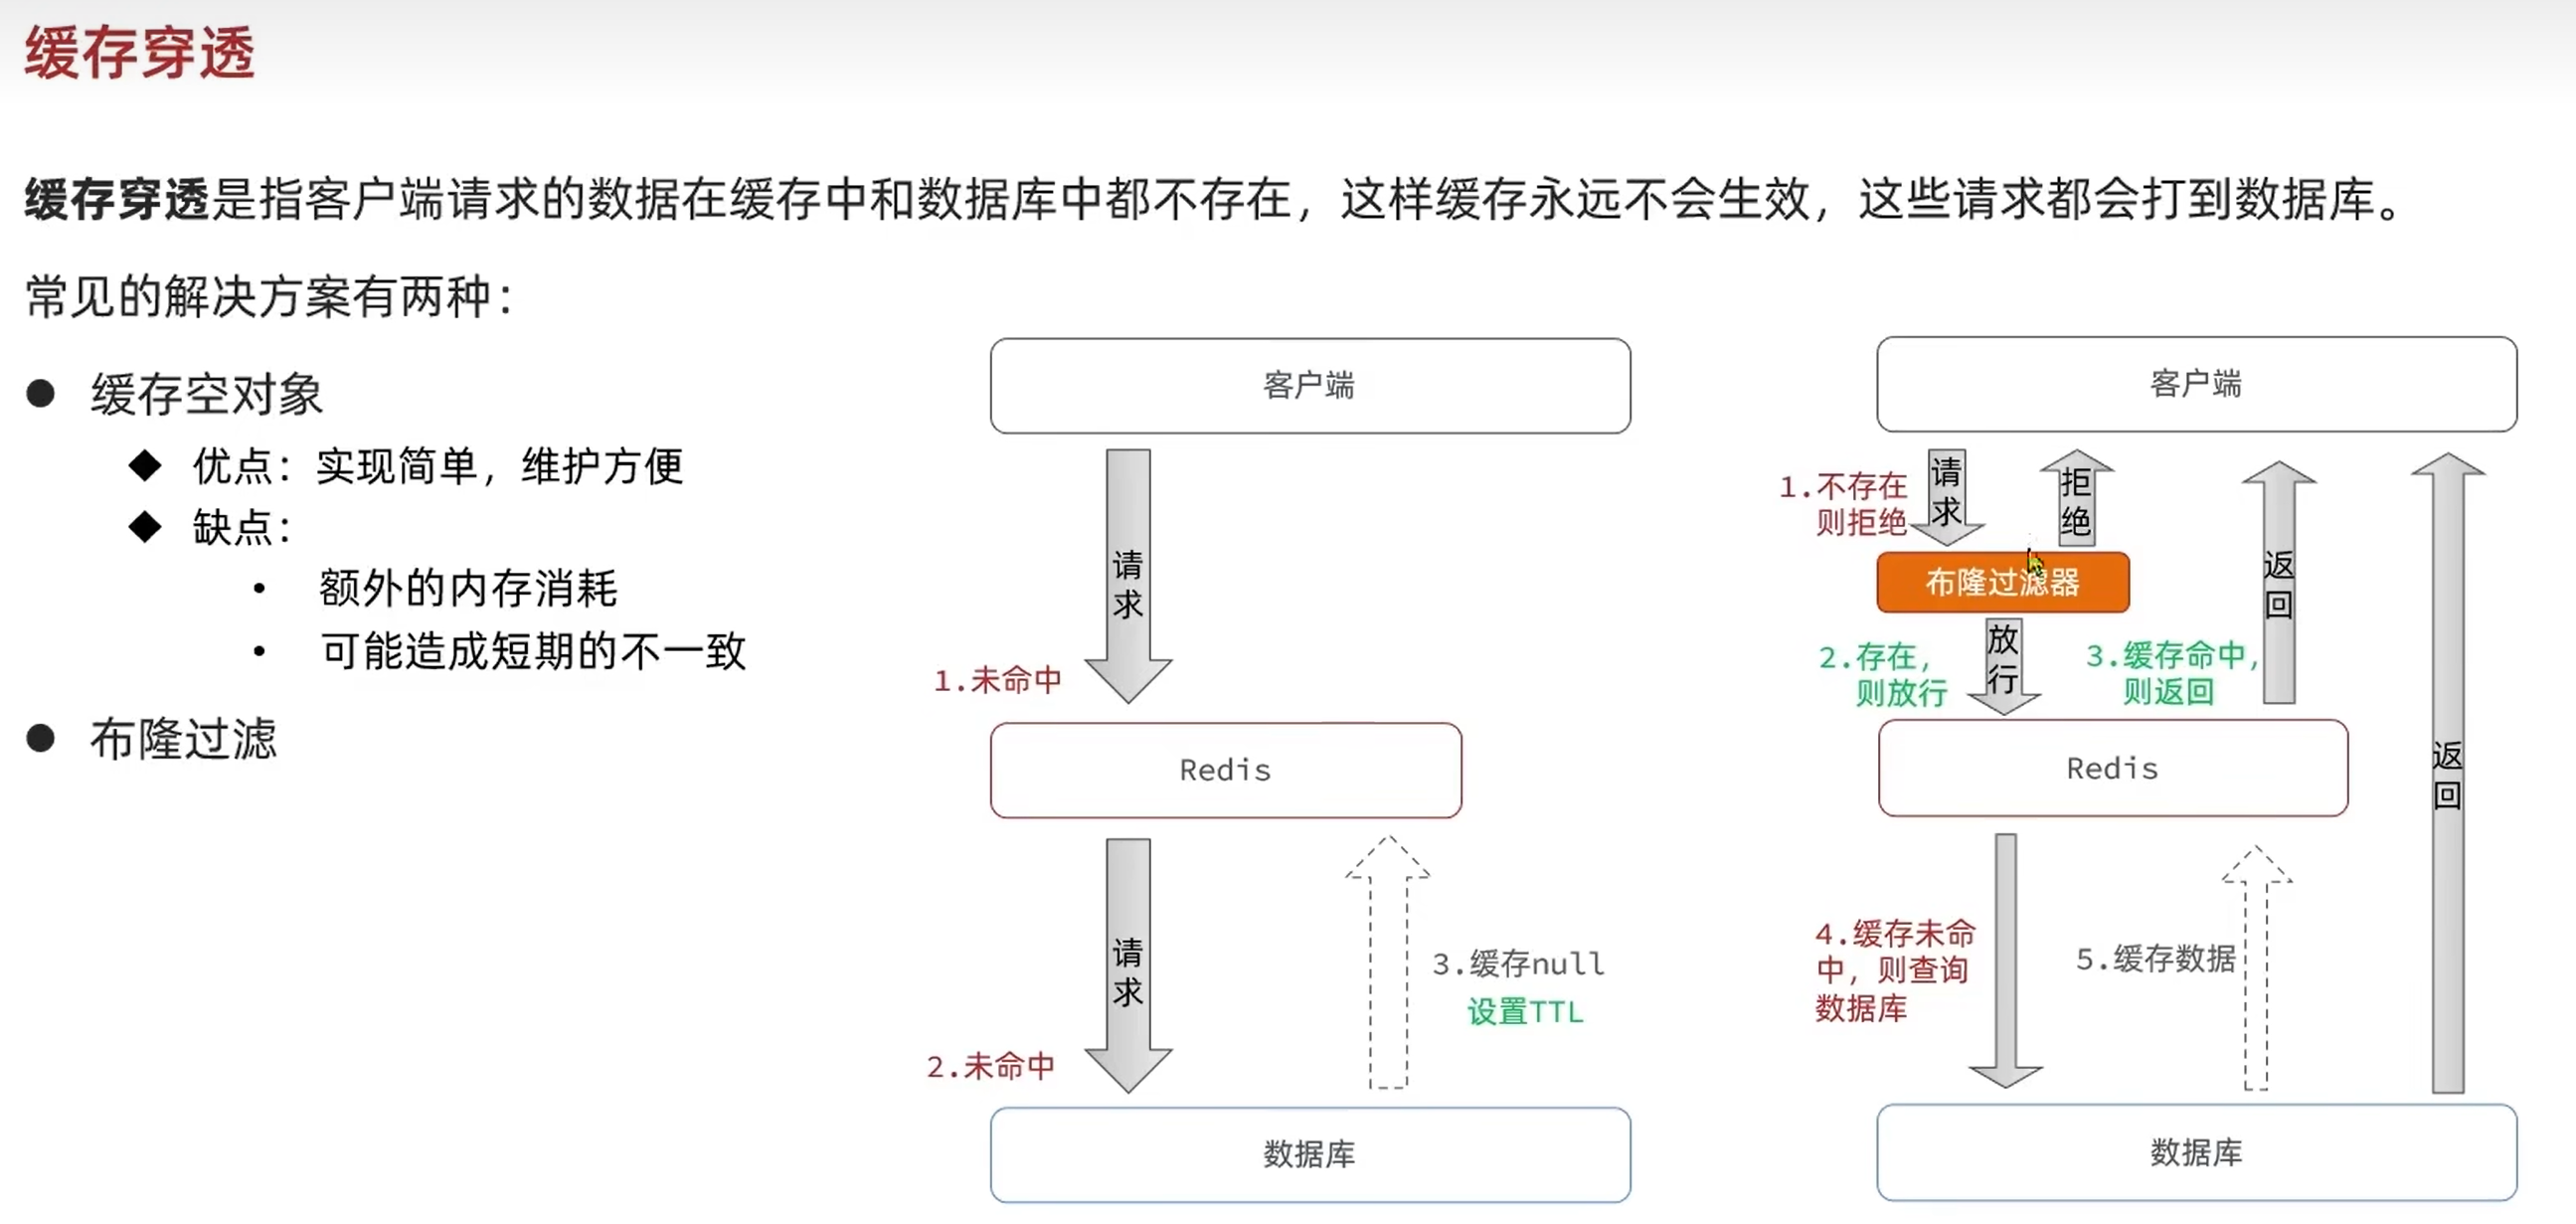 缓存穿透
缓存穿透是指客户端请求的数据在缓存中和数据库中都不存在，这样缓存永远不会生效，这些请求都会打到数据库。
常见的解决方案有两种：
缓存空对象
优点：实现简单，维护方便
缺点：
额外的内存消耗
可能造成短期的不一致
布隆过滤
客户端
请求
1.未命中
Redis
请求
2.未命中
3.缓存null
设置TTL
数据库
客户端
1.不存在
则拒绝
请求
拒绝
布隆过滤器
2.存在，
则放行
放行
3.缓存命中，
则返回
返回
Redis
返回
4.缓存未命
中，则查询
数据库
5.缓存数据
数据库